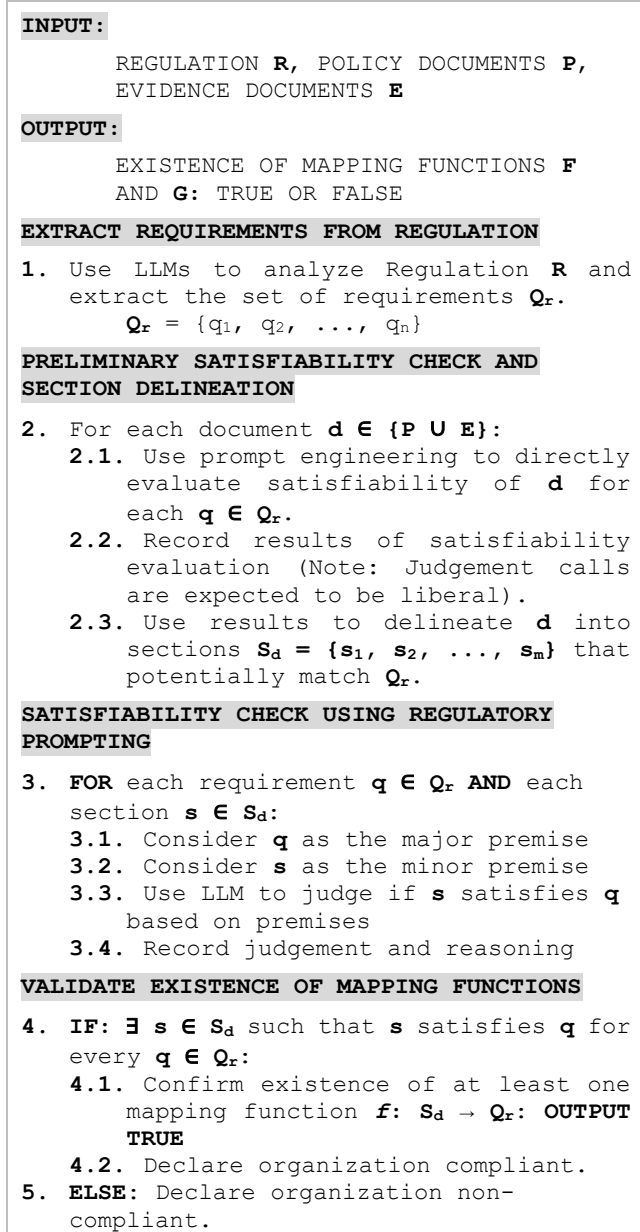 INPUT:
REGULATION R, POLICY DOCUMENTS P,
EVIDENCE DOCUMENTS E
OUTPUT:
EXISTENCE OF MAPPING FUNCTIONS F
AND G: TRUE OR FALSE
EXTRACT REQUIREMENTS FROM REGULATION
1. Use LLMs to analyze Regulation R and
extract the set of requirements Qᵣ.
Qᵣ = {q₁, q₂, ..., qₙ}
PRELIMINARY SATISFIABILITY CHECK AND
SECTION DELINEATION
2. For each document d ∈ {P ∪ E}:
2.1. Use prompt engineering to directly
evaluate satisfiability of d for
each q ∈ Qᵣ.
2.2. Record results of satisfiability
evaluation (Note: Judgement calls
are expected to be liberal).
2.3. Use results to delineate d into
sections S_d = {s₁, s₂, ..., sₘ} that
potentially match Qᵣ.
SATISFIABILITY CHECK USING REGULATORY
PROMPTING
3. FOR each requirement q ∈ Qᵣ AND each
section s ∈ S_d:
3.1. Consider q as the major premise
3.2. Consider s as the minor premise
3.3. Use LLM to judge if s satisfies q
based on premises
3.4. Record judgement and reasoning
VALIDATE EXISTENCE OF MAPPING FUNCTIONS
4. IF: ∃ s ∈ S_d such that s satisfies q for
every q ∈ Qᵣ:
4.1. Confirm existence of at least one
mapping function f: S_d → Qᵣ: OUTPUT
TRUE
4.2. Declare organization compliant.
5. ELSE: Declare organization non-
compliant.